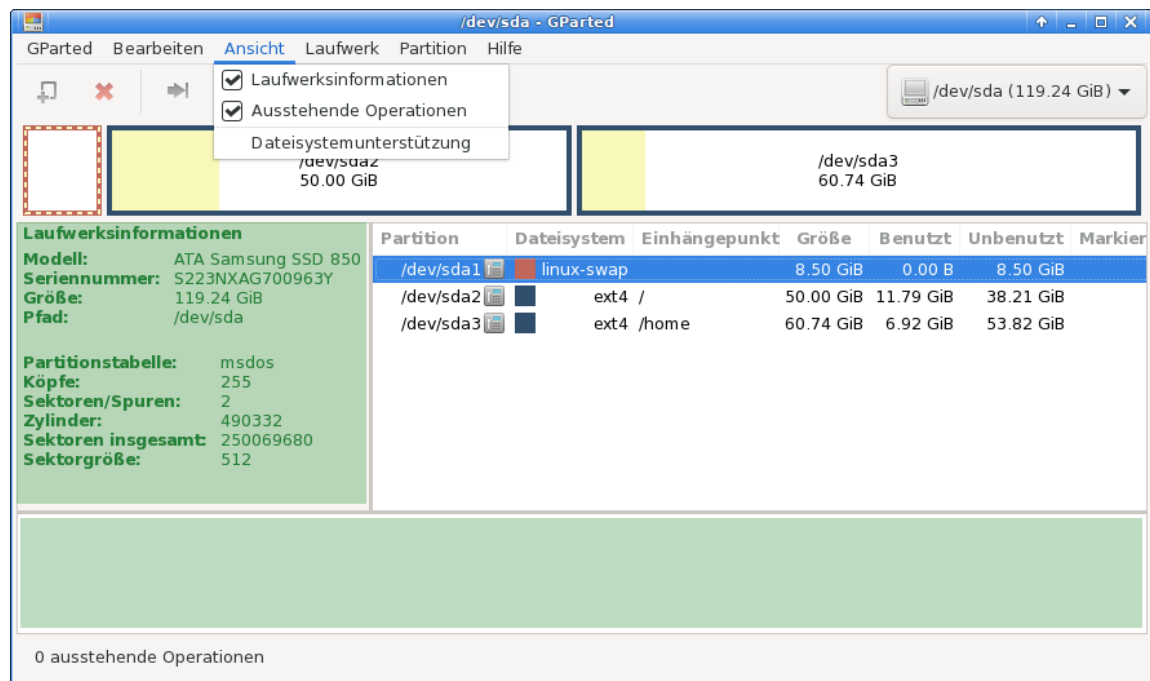 /dev/sda - GParted
GParted Bearbeiten Ansicht Laufwerk Partition Hilfe
Laufwerksinformationen
Ausstehende Operationen
Dateisystemunterstützung
/dev/sda (119.24 GiB)
/dev/sda2
50.00 GiB
/dev/sda3
60.74 GiB
Laufwerksinformationen
Modell: ATA Samsung SSD 850
Seriennummer: S223NXAG700963Y
Größe: 119.24 GiB
Pfad: /dev/sda
Partitionstabelle: msdos
Köpfe: 255
Sektoren/Spuren: 2
Zylinder: 490332
Sektoren insgesamt: 250069680
Sektorgröße: 512
Partition Dateisystem Einhängepunkt Größe Benutzt Unbenutzt Markier
/dev/sda1 linux-swap 8.50 GiB 0.00 B 8.50 GiB
/dev/sda2 ext4 / 50.00 GiB 11.79 GiB 38.21 GiB
/dev/sda3 ext4 /home 60.74 GiB 6.92 GiB 53.82 GiB
0 ausstehende Operationen